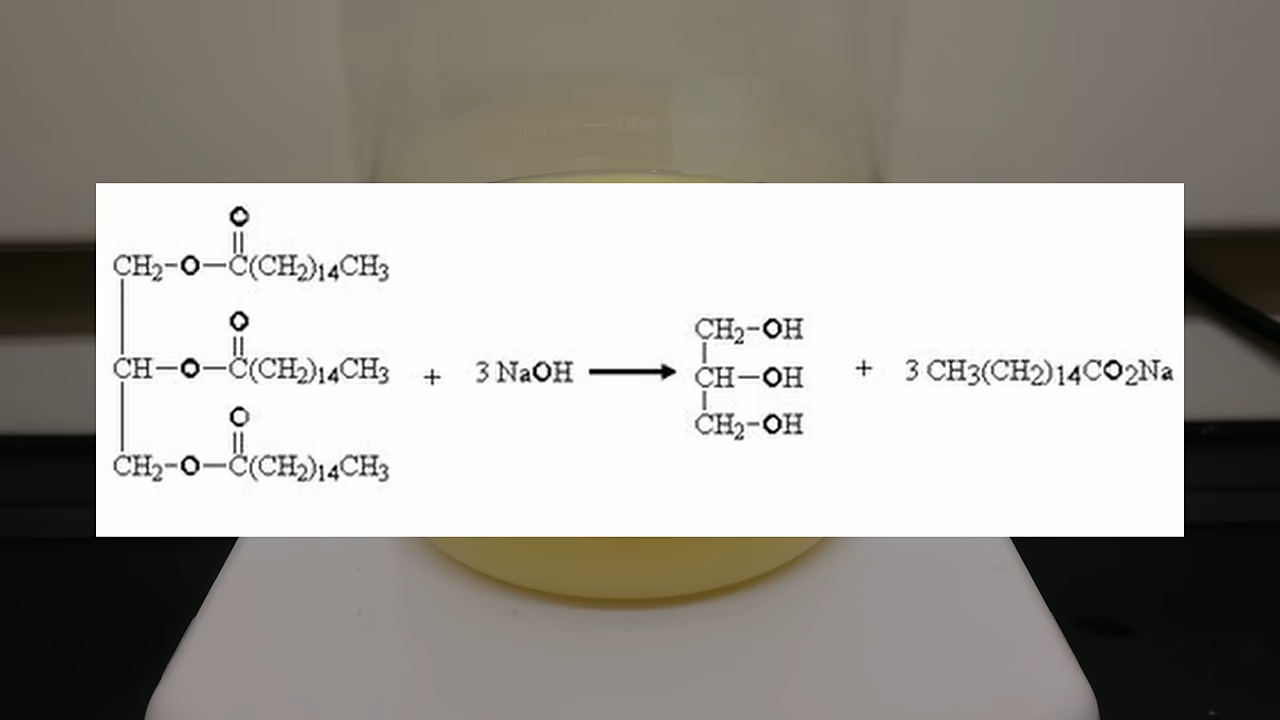 O
CH2-O-C(CH2)14CH3
O
CH-O-C(CH2)14CH3 + 3 NaOH → CH2-OH
CH-OH + 3 CH3(CH2)14CO2Na
O
CH2-OH
CH2-O-C(CH2)14CH3